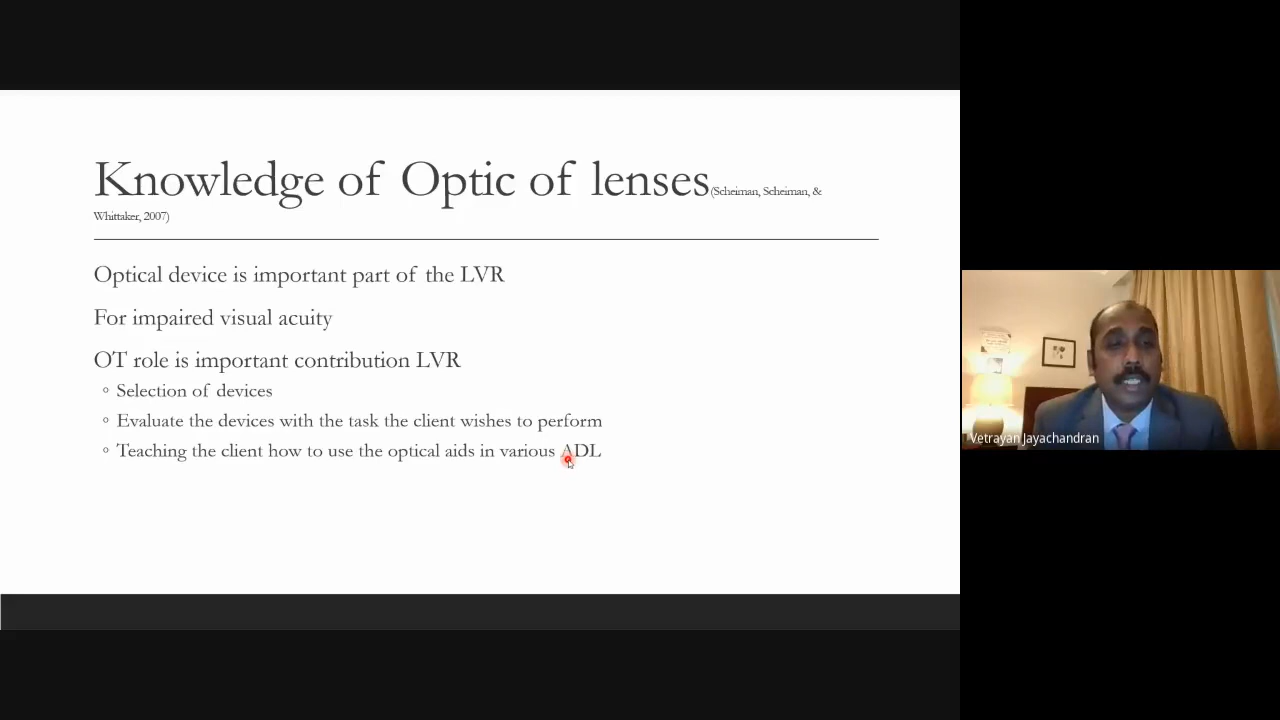 Knowledge of Optic of lenses(Scheiman, Scheiman, &
Whittaker, 2007)
Optical device is important part of the LVR
For impaired visual acuity
OT role is important contribution LVR
◦ Selection of devices
◦ Evaluate the devices with the task the client wishes to perform
◦ Teaching the client how to use the optical aids in various ADL
Vetrayan Jayachandran